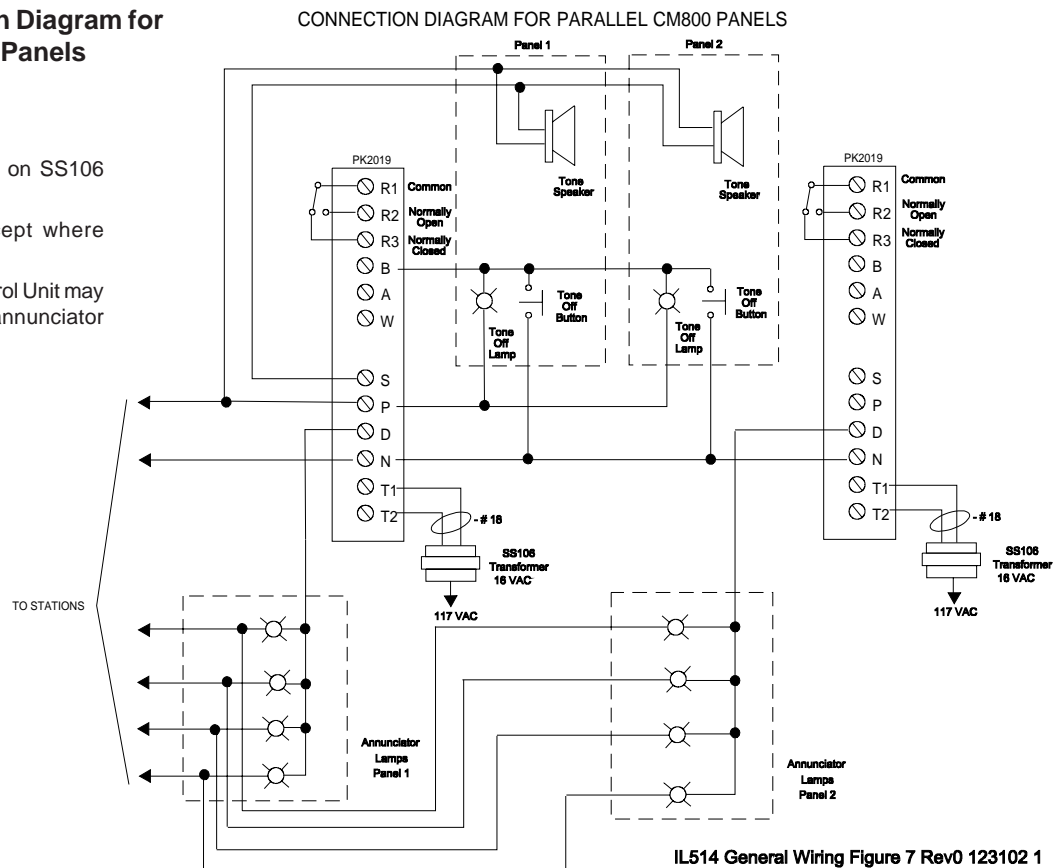 n Diagram for
Panels
on SS106
ept where
rol Unit may
annunciator
CONNECTION DIAGRAM FOR PARALLEL CM800 PANELS
Panel 1
Panel 2
Tone
Speaker
Tone
Speaker
PK2019
R1 Common
R2 Normally
Open
R3 Normally
Closed
B
A
W
S
P
D
N
T1
T2
Tone
Off
Lamp
Tone
Off
Button
Tone
Off
Lamp
Tone
Off
Button
PK2019
R1 Common
R2 Normally
Open
R3 Normally
Closed
B
A
W
S
P
D
N
T1
T2
- # 18
SS106
Transformer
16 VAC
117 VAC
- # 18
SS106
Transformer
16 VAC
117 VAC
TO STATIONS
Annunciator
Lamps
Panel 1
Annunciator
Lamps
Panel 2
IL514 General Wiring Figure 7 Rev0 123102 1